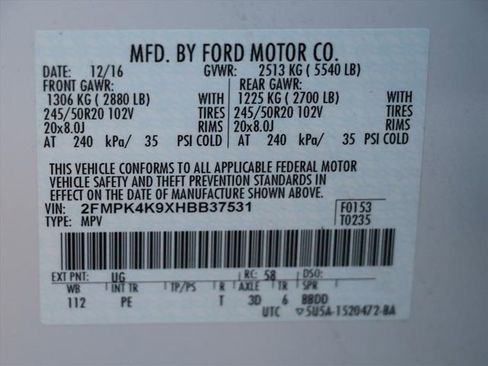 MFD. BY FORD MOTOR CO.
DATE: 12/16 GVWR: 2513 KG ( 5540 LB)
FRONT GAWR: REAR GAWR:
1306 KG ( 2880 LB) WITH 1225 KG ( 2700 LB) WITH
245/50R20 102V TIRES 245/50R20 102V TIRES
20x8.0J RIMS 20x8.0J RIMS
AT 240 kPa/ 35 PSI COLD AT 240 kPa/ 35 PSI COLD
THIS VEHICLE CONFORMS TO ALL APPLICABLE FEDERAL MOTOR
VEHICLE SAFETY AND THEFT PREVENTION STANDARDS IN
EFFECT ON THE DATE OF MANUFACTURE SHOWN ABOVE.
VIN: 2FMPK4K9XHBB37531 F0153
TYPE: MPV T0235
EXT PNT: UG RC: 58 DSO:
WB INT TR TP/PS R AXLE TR SPR
112 PE T 3D 6 BBDD
UTC ▽5U5A-1520472-BA